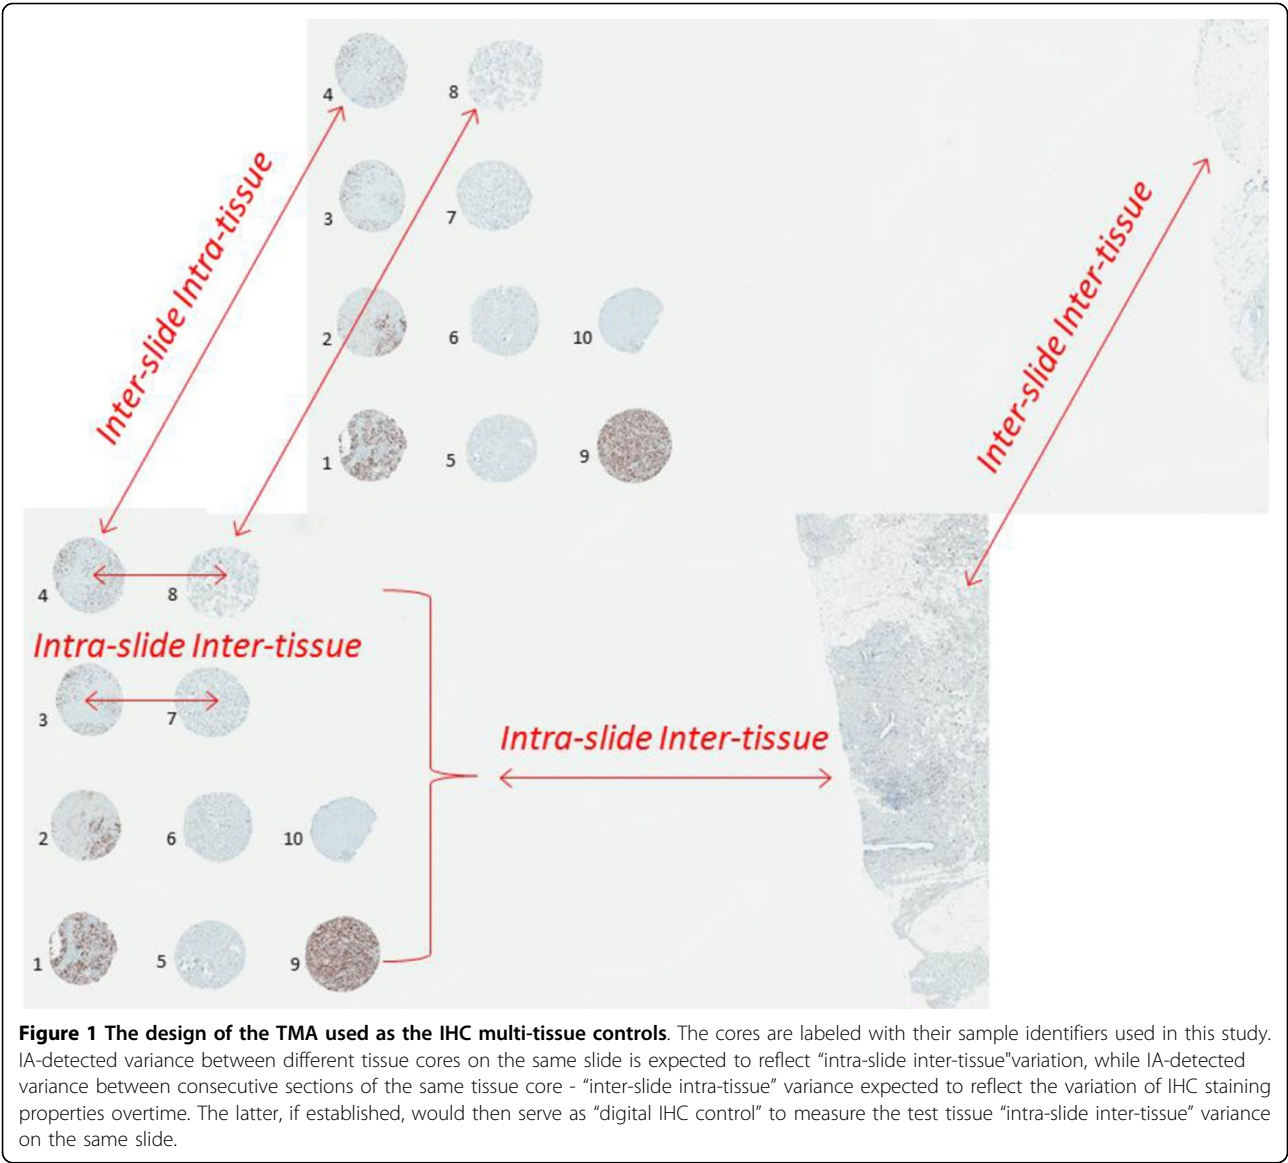 4
8
3
7
2
6
10
1
5
9
Inter-slide Intra-tissue
Inter-slide Inter-tissue
4
8
Intra-slide Inter-tissue
3
7
Intra-slide Inter-tissue
2
6
10
1
5
9
Figure 1 The design of the TMA used as the IHC multi-tissue controls. The cores are labeled with their sample identifiers used in this study.
IA-detected variance between different tissue cores on the same slide is expected to reflect “intra-slide inter-tissue"variation, while IA-detected
variance between consecutive sections of the same tissue core - “inter-slide intra-tissue” variance expected to reflect the variation of IHC staining
properties overtime. The latter, if established, would then serve as “digital IHC control” to measure the test tissue “intra-slide inter-tissue” variance
on the same slide.